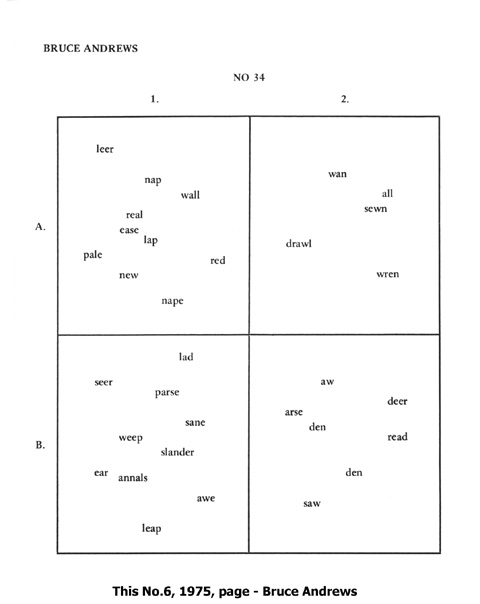 BRUCE ANDREWS
NO 34
1. 2.
A.
leer
nap
wall
real
ease
lap
pale
red
new
nape
wan
all
sewn
drawl
wren
B.
lad
seer
parse
sane
weep
slander
ear
annals
awe
leap
aw
deer
arse
den
read
den
saw
This No.6, 1975, page - Bruce Andrews